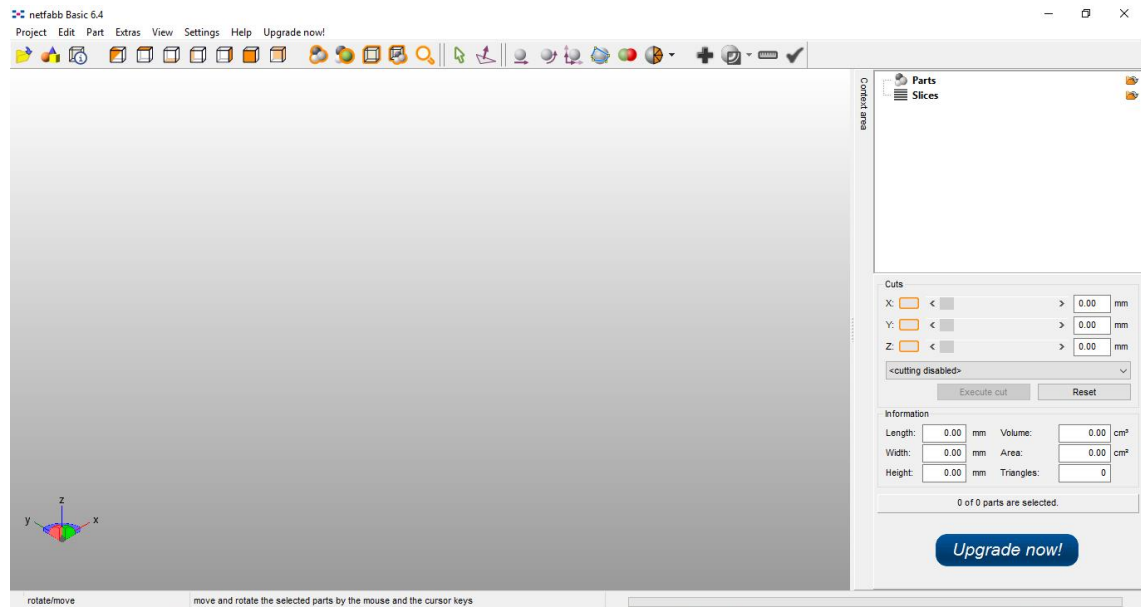 netfabb Basic 6.4
Project Edit Part Extras View Settings Help Upgrade now!
Context area
Parts
Slices
Cuts
X: < > 0.00 mm
Y: < > 0.00 mm
Z: < > 0.00 mm
<cutting disabled>
Execute cut Reset
Information
Length: 0.00 mm Volume: 0.00 cm³
Width: 0.00 mm Area: 0.00 cm²
Height: 0.00 mm Triangles: 0
0 of 0 parts are selected.
Upgrade now!
z
y x
rotate/move move and rotate the selected parts by the mouse and the cursor keys